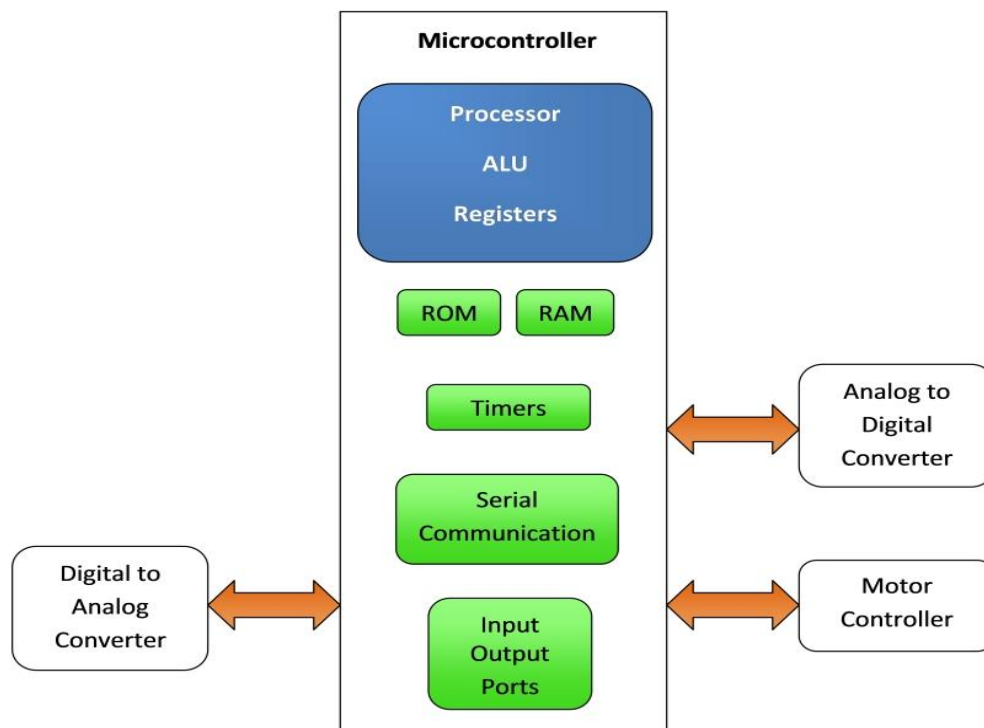 Microcontroller
Processor
ALU
Registers
ROM
RAM
Timers
Serial
Communication
Input
Output
Ports
Analog to
Digital
Converter
Motor
Controller
Digital to
Analog
Converter